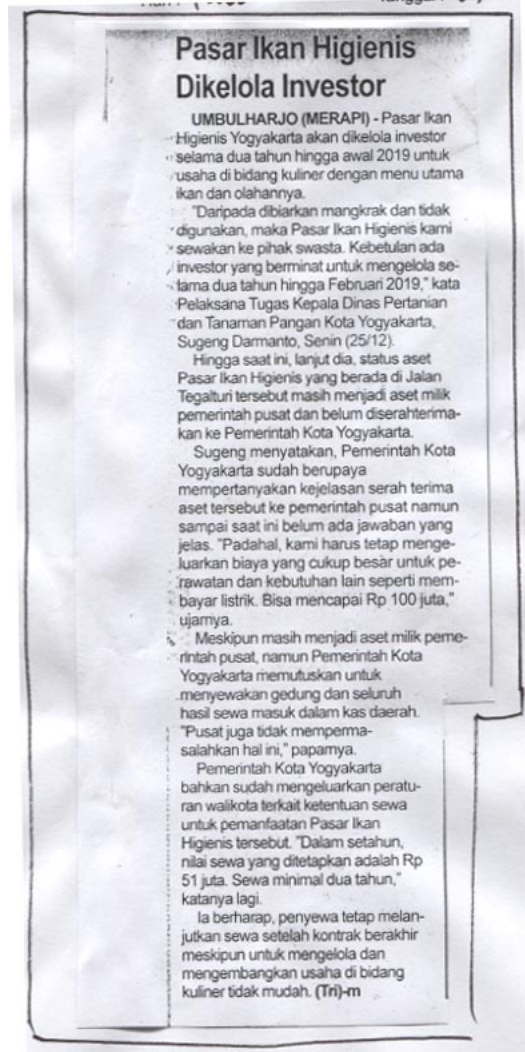 Pasar Ikan Higienis
Dikelola Investor
UMBULHARJO (MERAPI) - Pasar Ikan
Higienis Yogyakarta akan dikelola investor
selama dua tahun hingga awal 2019 untuk
usaha di bidang kuliner dengan menu utama
ikan dan olahannya.
"Daripada dibiarkan mangkrak dan tidak
digunakan, maka Pasar Ikan Higienis kami
sewakan ke pihak swasta. Kebetulan ada
investor yang berminat untuk mengelola se-
lama dua tahun hingga Februari 2019," kata
Pelaksana Tugas Kepala Dinas Pertanian
dan Tanaman Pangan Kota Yogyakarta,
Sugeng Darmanto, Senin (25/12).
Hingga saat ini, lanjut dia, status aset
Pasar Ikan Higienis yang berada di Jalan
Tegalturi tersebut masih menjadi aset milik
pemerintah pusat dan belum diserahterima-
kan ke Pemerintah Kota Yogyakarta.
Sugeng menyatakan, Pemerintah Kota
Yogyakarta sudah berupaya
mempertanyakan kejelasan serah terima
aset tersebut ke pemerintah pusat namun
sampai saat ini belum ada jawaban yang
jelas. "Padahal, kami harus tetap menge-
luarkan biaya yang cukup besar untuk pe-
rawatan dan kebutuhan lain seperti mem-
bayar listrik. Bisa mencapai Rp 100 juta,"
ujarnya.
Meskipun masih menjadi aset milik peme-
rintah pusat, namun Pemerintah Kota
Yogyakarta memutuskan untuk
menyewakan gedung dan seluruh
hasil sewa masuk dalam kas daerah.
"Pusat juga tidak memperma-
salahkan hal ini," paparnya.
Pemerintah Kota Yogyakarta
bahkan sudah mengeluarkan peratu-
ran walikota terkait ketentuan sewa
untuk pemanfaatan Pasar Ikan
Higienis tersebut. "Dalam setahun,
nilai sewa yang ditetapkan adalah Rp
51 juta. Sewa minimal dua tahun,"
katanya lagi.
Ia berharap, penyewa tetap melan-
jutkan sewa setelah kontrak berakhir
meskipun untuk mengelola dan
mengembangkan usaha di bidang
kuliner tidak mudah. (Tri)-m